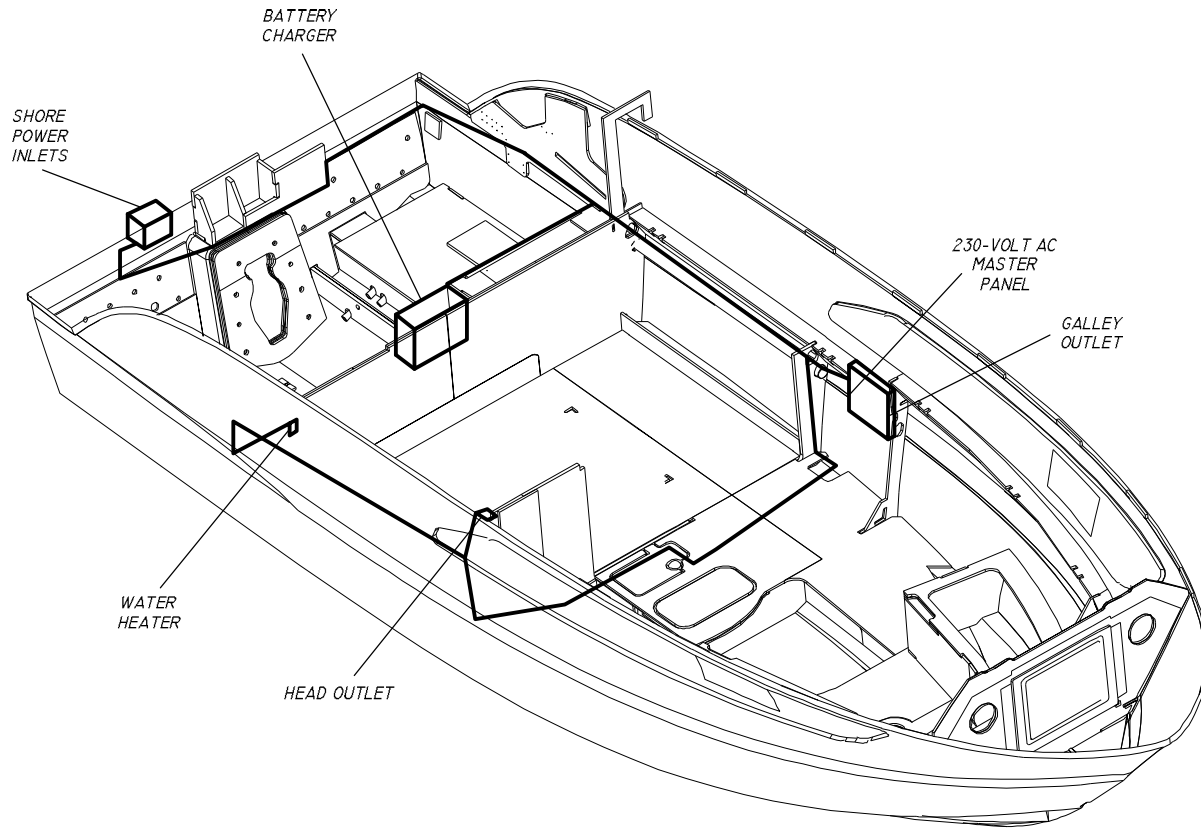 BATTERY
CHARGER
SHORE
POWER
INLETS
230-VOLT AC
MASTER
PANEL
GALLEY
OUTLET
WATER
HEATER
HEAD OUTLET